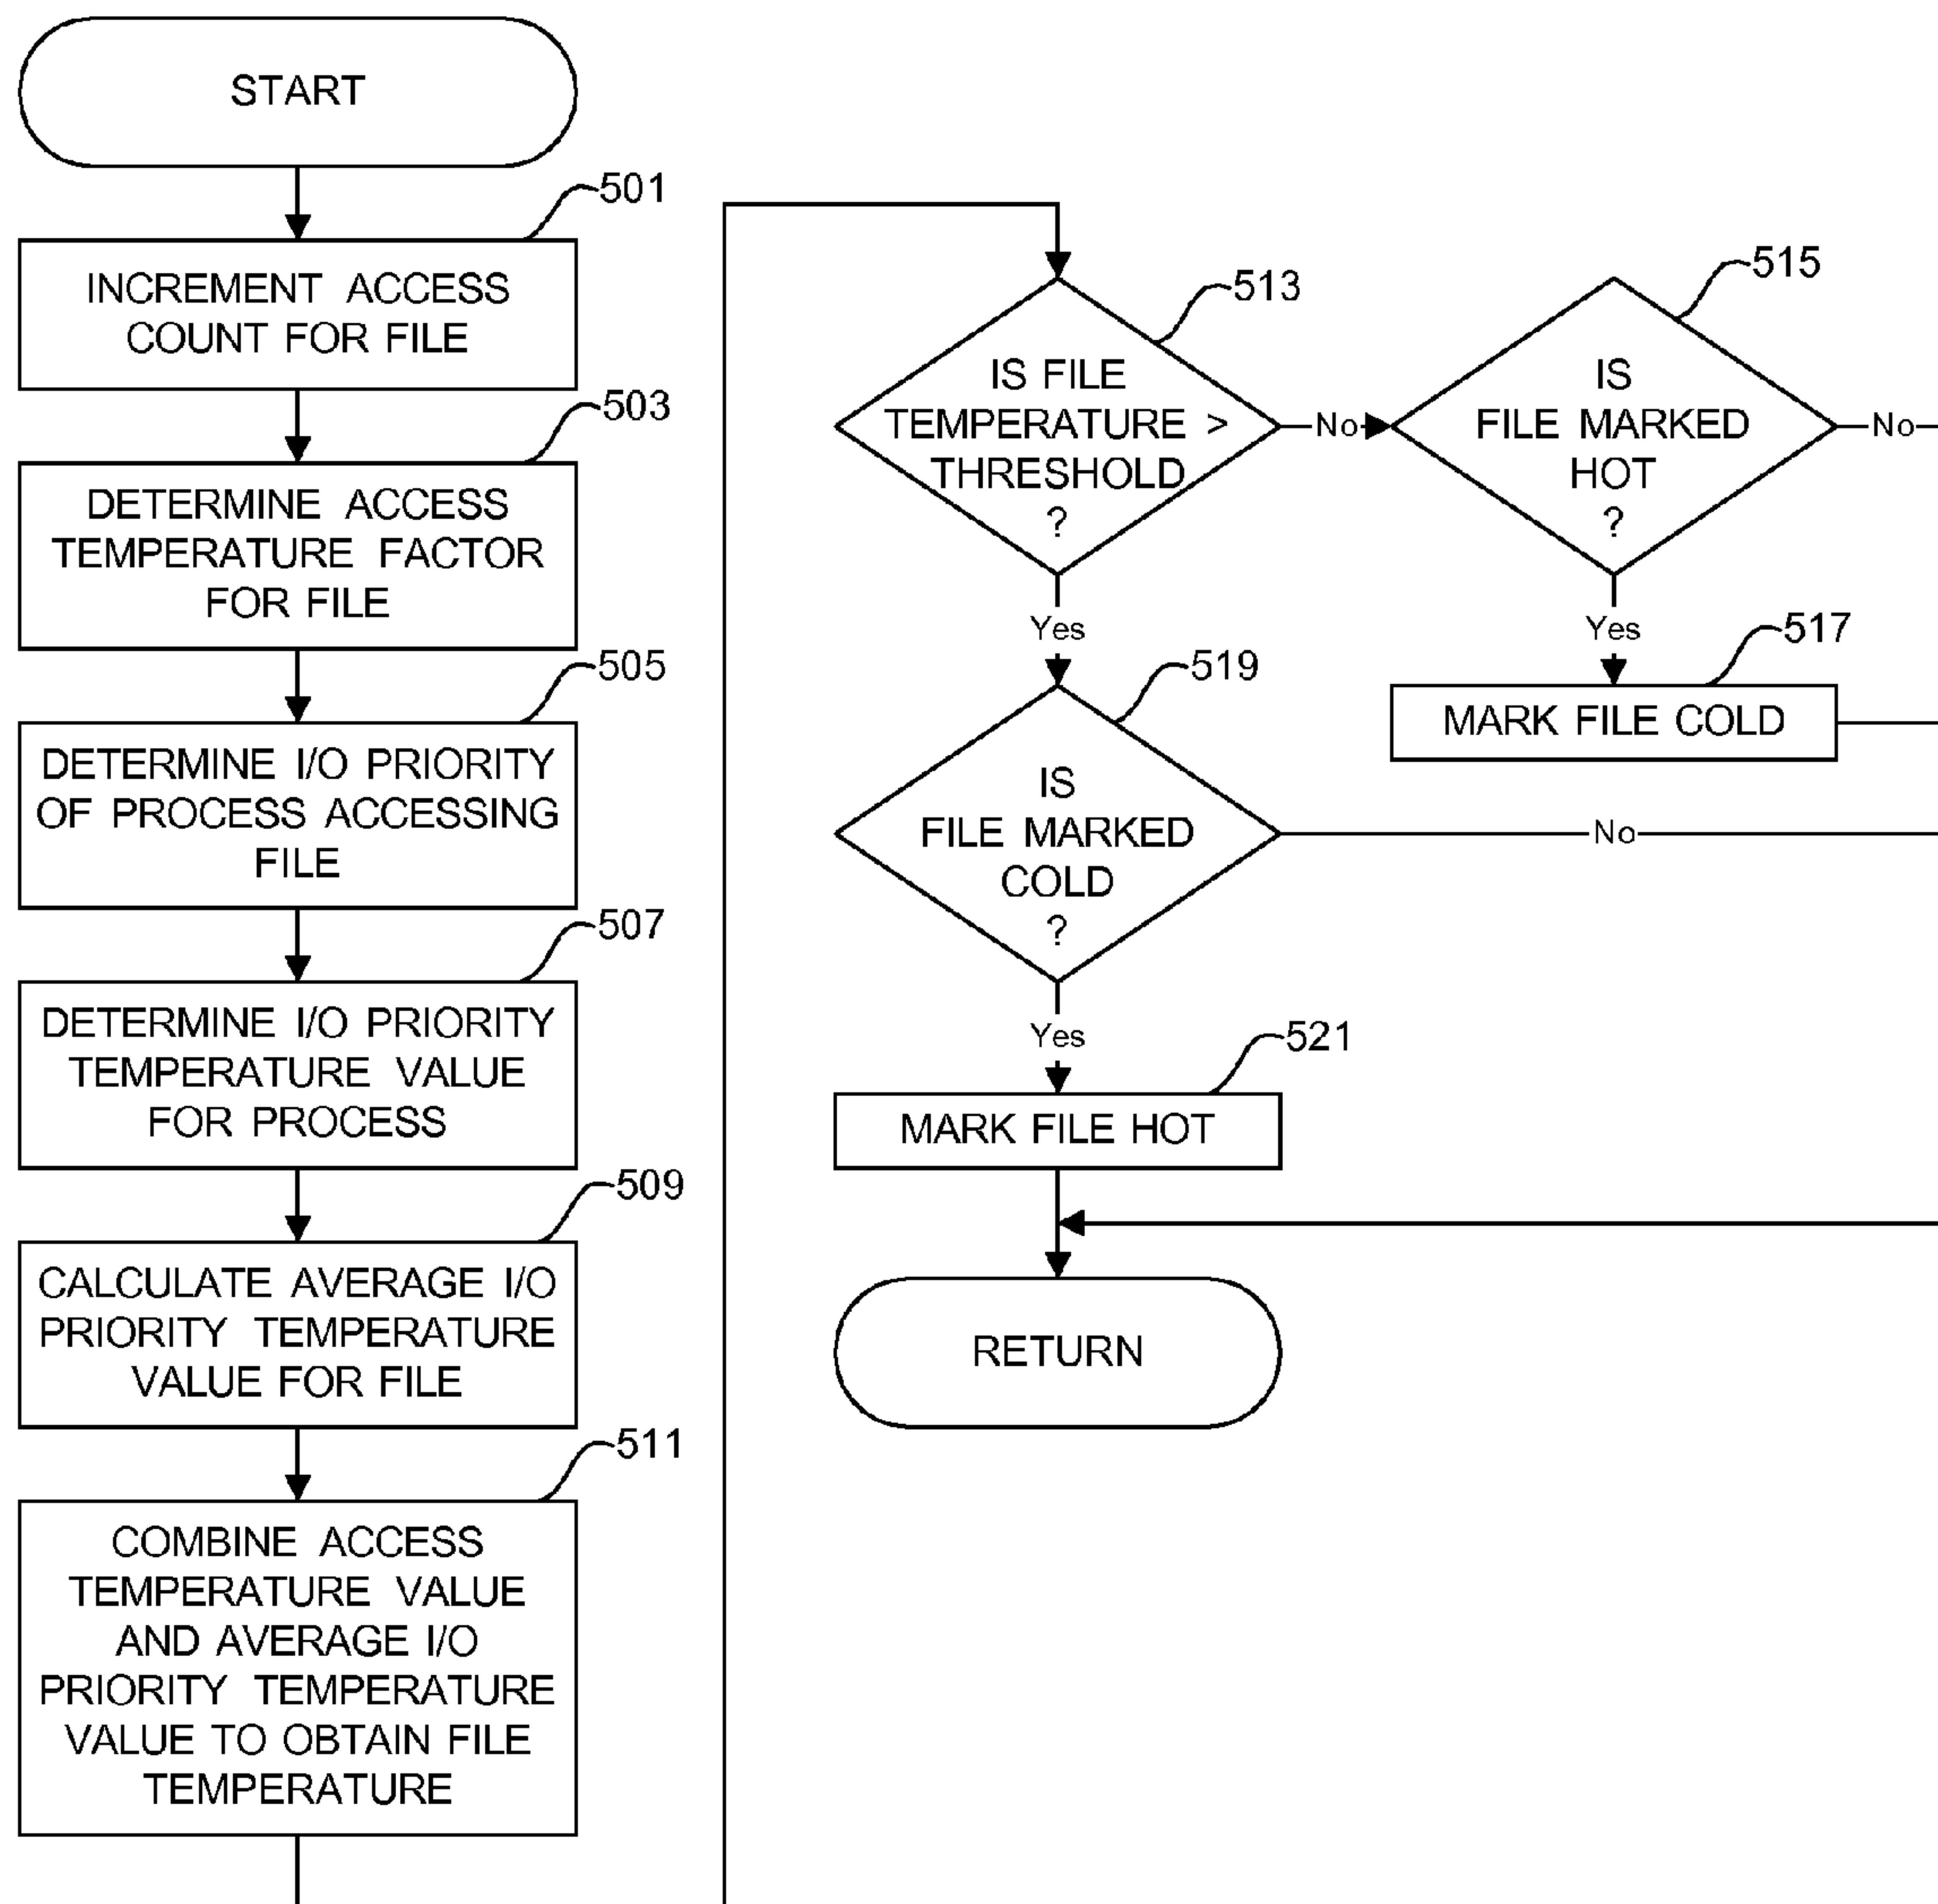 START
501
INCREMENT ACCESS
COUNT FOR FILE
503
DETERMINE ACCESS
TEMPERATURE FACTOR
FOR FILE
505
DETERMINE I/O PRIORITY
OF PROCESS ACCESSING
FILE
507
DETERMINE I/O PRIORITY
TEMPERATURE VALUE
FOR PROCESS
509
CALCULATE AVERAGE I/O
PRIORITY TEMPERATURE
VALUE FOR FILE
511
COMBINE ACCESS
TEMPERATURE VALUE
AND AVERAGE I/O
PRIORITY TEMPERATURE
VALUE TO OBTAIN FILE
TEMPERATURE
513
IS FILE
TEMPERATURE >
THRESHOLD
?
No
Yes
515
IS
FILE MARKED
HOT
?
No
Yes
517
MARK FILE COLD
519
IS
FILE MARKED
COLD
?
No
Yes
521
MARK FILE HOT
RETURN